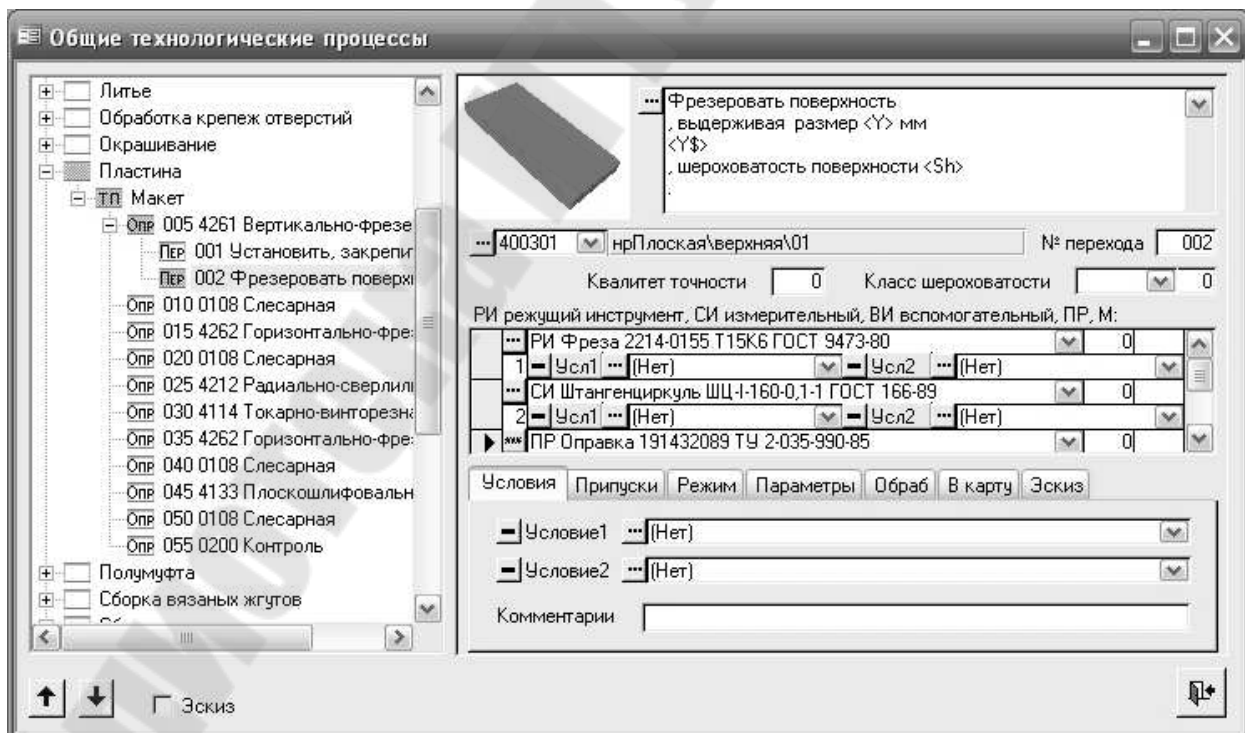 Общие технологические процессы
Литье
Обработка крепеж отверстий
Окрашивание
Пластина
ТП Макет
Опр 005 4261 Вертикально-фрезе
Пер 001 Установить, закрепит
Пер 002 Фрезеровать поверхн
Опр 010 0108 Слесарная
Опр 015 4262 Горизонтально-фре:
Опр 020 0108 Слесарная
Опр 025 4212 Радиально-сверлил
Опр 030 4114 Токарно-винторезна
Опр 035 4262 Горизонтально-фре:
Опр 040 0108 Слесарная
Опр 045 4133 Плоскошлифовальн
Опр 050 0108 Слесарная
Опр 055 0200 Контроль
Полумуфта
Сборка вязаных жгутов
Эскиз
Фрезеровать поверхность
, выдерживая размер <Y> мм
<Y$>
, шероховатость поверхности <Sh>
.
400301 нрПлоская\верхняя\01 № перехода 002
Квалитет точности 0 Класс шероховатости 0
РИ режущий инструмент, СИ измерительный, ВИ вспомогательный, ПР, М:
РИ Фреза 2214-0155 Т15К6 ГОСТ 9473-80 0
1 Усл1 (Нет) Усл2 (Нет)
СИ Штангенциркуль ШЦ-I-160-0,1-1 ГОСТ 166-89 0
2 Усл1 (Нет) Усл2 (Нет)
ПР Оправка 191432089 ТУ 2-035-990-85 0
Условия Припуски Режим Параметры Обраб В карту Эскиз
Условие1 (Нет)
Условие2 (Нет)
Комментарии